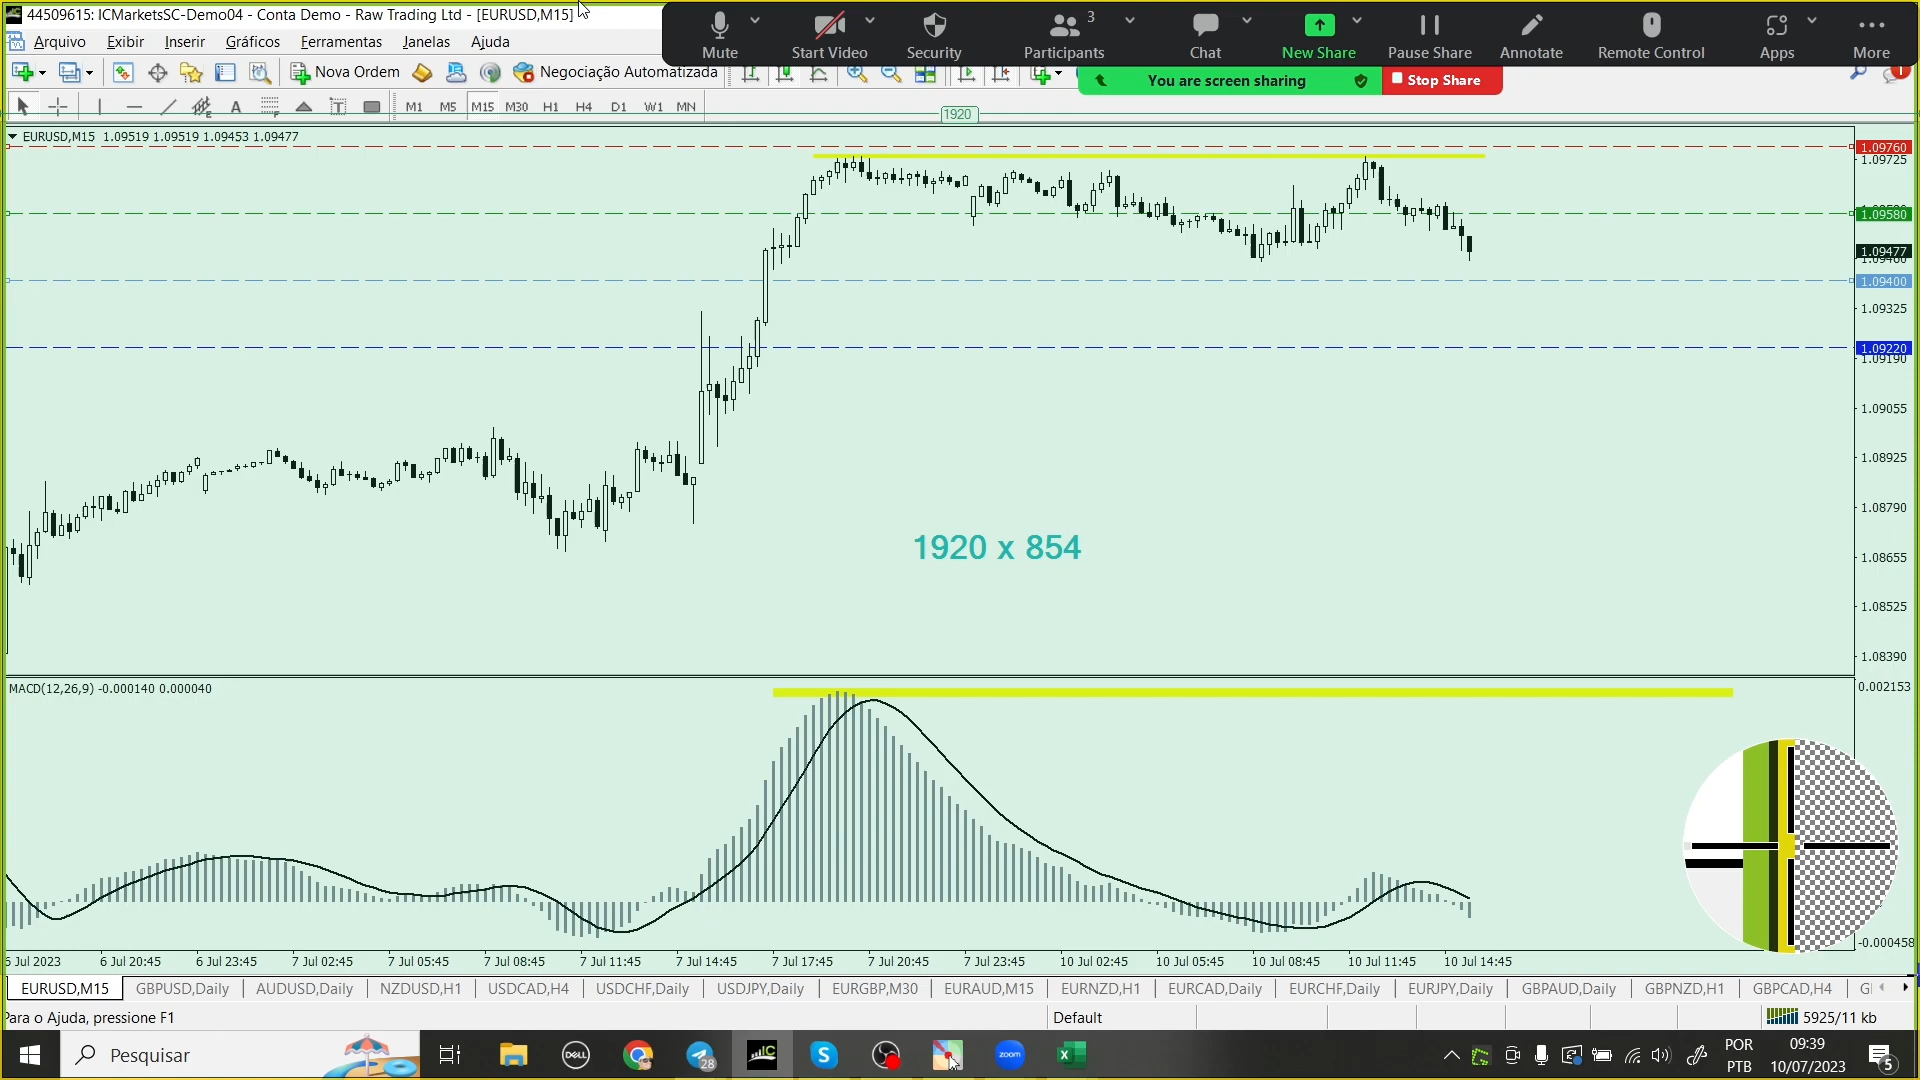 44509615: ICMarketsSC-Demo04 - Conta Demo - Raw Trading Ltd - [EURUSD,M15]
Arquivo Exibir Inserir Gráficos Ferramentas Janelas Ajuda
Mute Start Video Security Participants 3 Chat New Share Pause Share Annotate Remote Control Apps More
Nova Ordem Negociação Automatizada
You are screen sharing Stop Share
1
A T M1 M5 M15 M30 H1 H4 D1 W1 MN
1920
EURUSD,M15 1.09519 1.09519 1.09453 1.09477
1.09760
1.09725
1.09580
1.09477
1.09460
1.09400
1.09325
1.09220
1.09190
1.09055
1.08925
1.08790
1920 x 854
1.08655
1.08525
1.08390
MACD(12,26,9) -0.000140 0.000040
0.002153
-0.000458
6 Jul 2023 6 Jul 20:45 6 Jul 23:45 7 Jul 02:45 7 Jul 05:45 7 Jul 08:45 7 Jul 11:45 7 Jul 14:45 7 Jul 17:45 7 Jul 20:45 7 Jul 23:45 10 Jul 02:45 10 Jul 05:45 10 Jul 08:45 10 Jul 11:45 10 Jul 14:45
EURUSD,M15 GBPUSD,Daily AUDUSD,Daily NZDUSD,H1 USDCAD,H4 USDCHF,Daily USDJPY,Daily EURGBP,M30 EURAUD,M15 EURNZD,H1 EURCAD,Daily EURCHF,Daily EURJPY,Daily GBPAUD,Daily GBPNZD,H1 GBPCAD,H4
Para o Ajuda, pressione F1 Default 5925/11 kb
Pesquisar DELL 28 IC zoom POR 09:39
PTB 10/07/2023 5